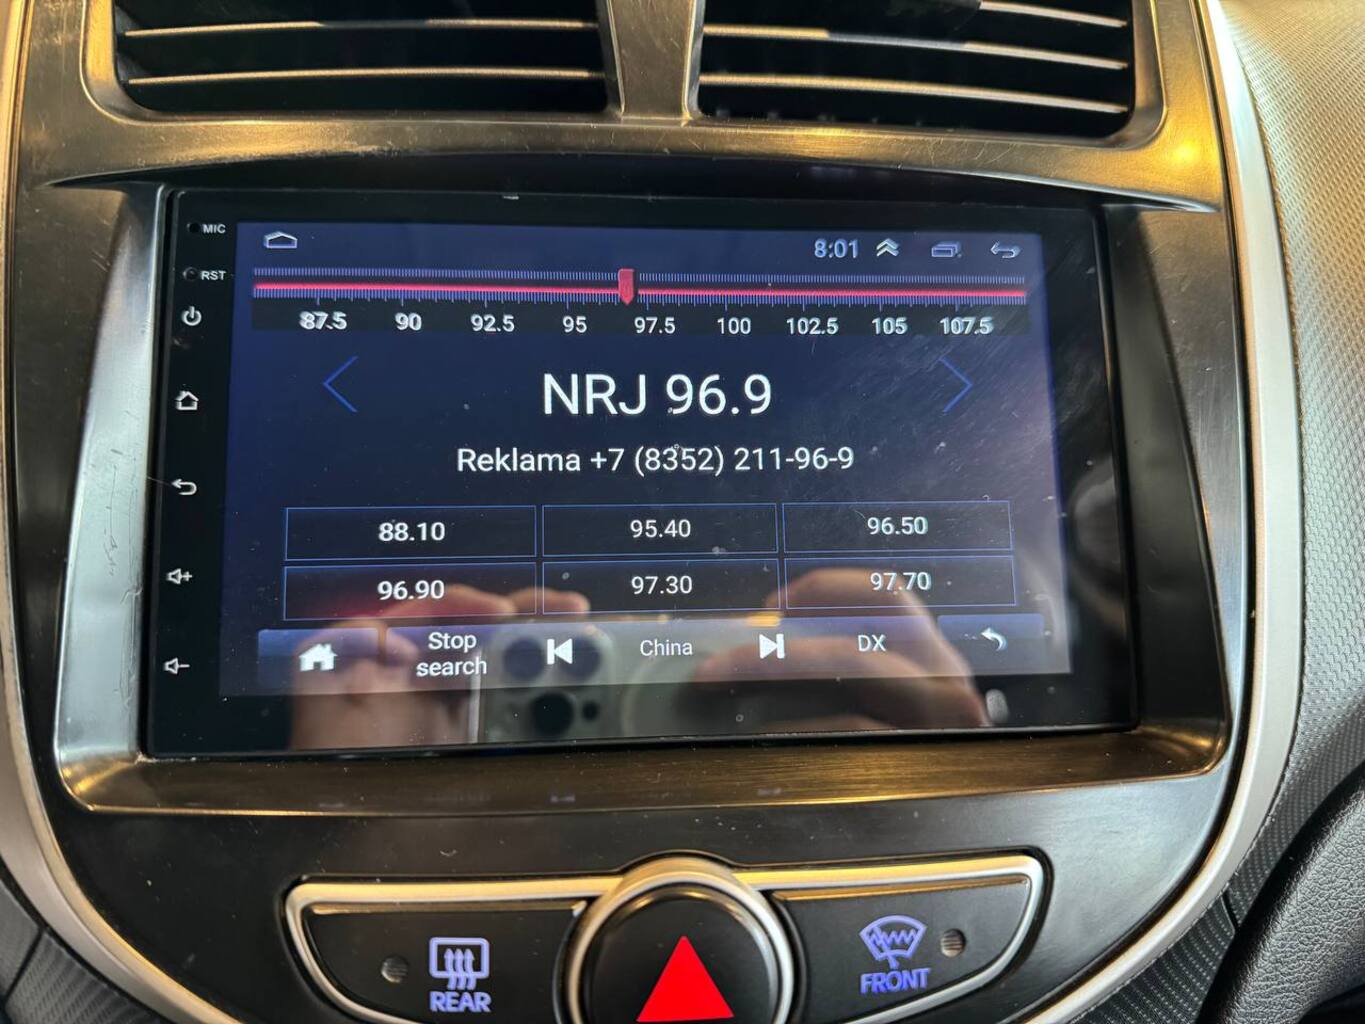 MIC
8:01
RST
87.5 90 92.5 95 97.5 100 102.5 105 107.5
NRJ 96.9
Reklama +7 (8352) 211-96-9
88.10 95.40 96.50
96.90 97.30 97.70
Stop
search
China
DX
REAR
FRONT